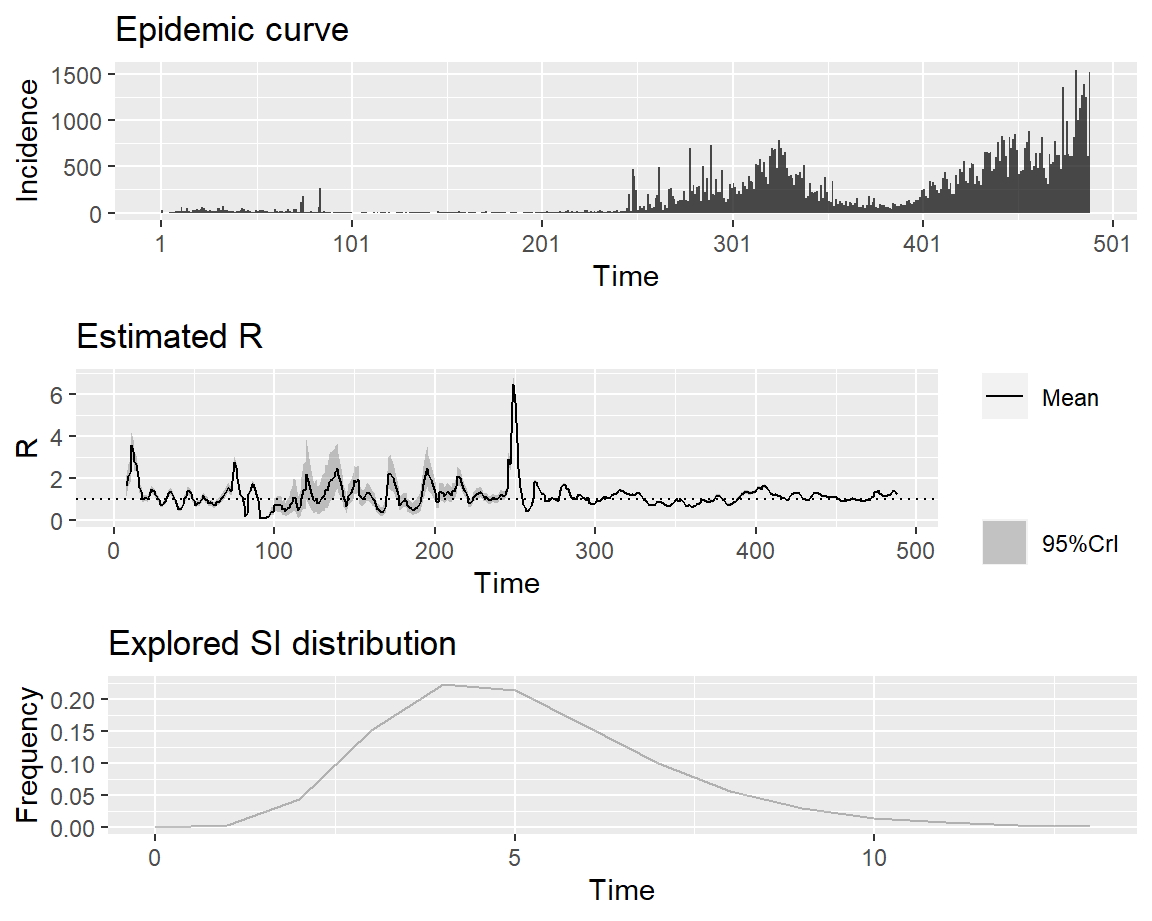 Epidemic curve
Incidence
1500
1000
500
0
1 101 201 301 401 501
Time
Estimated R
R
6
4
2
0
0 100 200 300 400 500
Time
Mean
95%CrI
Explored SI distribution
Frequency
0.20
0.15
0.10
0.05
0.00
0 5 10
Time